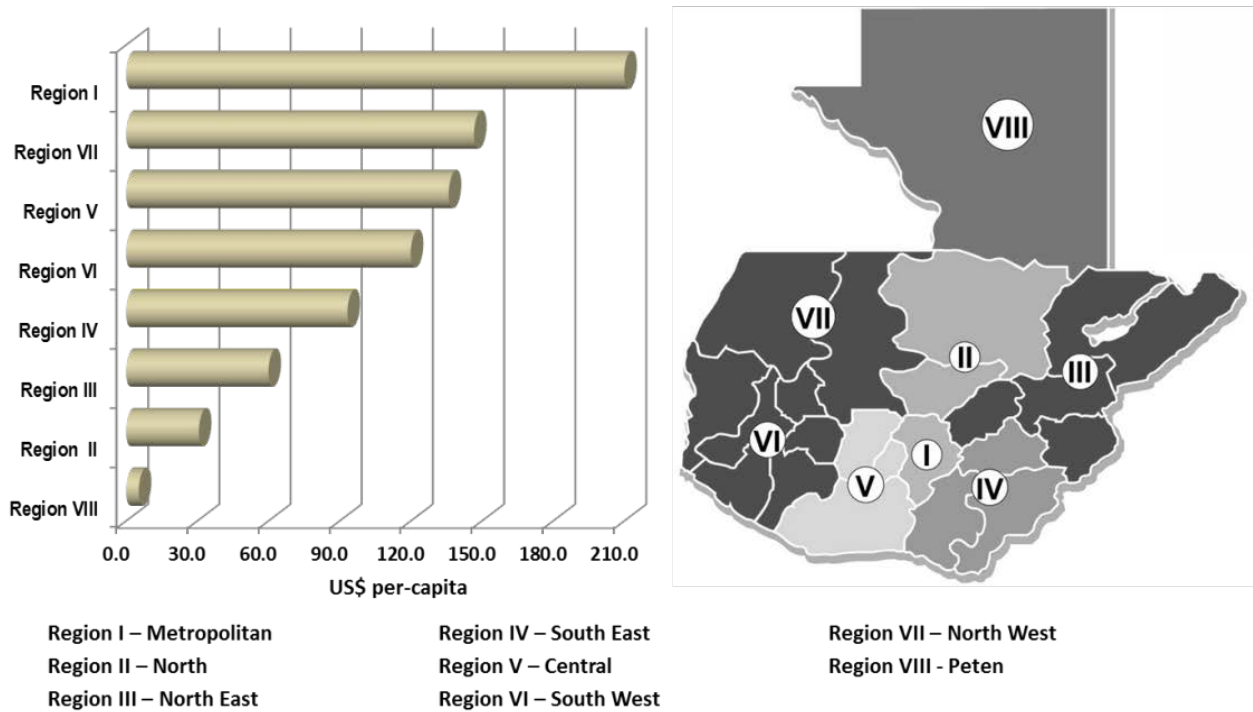 Region I
Region VII
Region V
Region VI
Region IV
Region III
Region II
Region VIII
0.0 30.0 60.0 90.0 120.0 150.0 180.0 210.0
US$ per-capita
VIII
VII
II
III
VI
I
V
IV
Region I – Metropolitan Region IV – South East Region VII – North West
Region II – North Region V – Central Region VIII - Peten
Region III – North East Region VI – South West